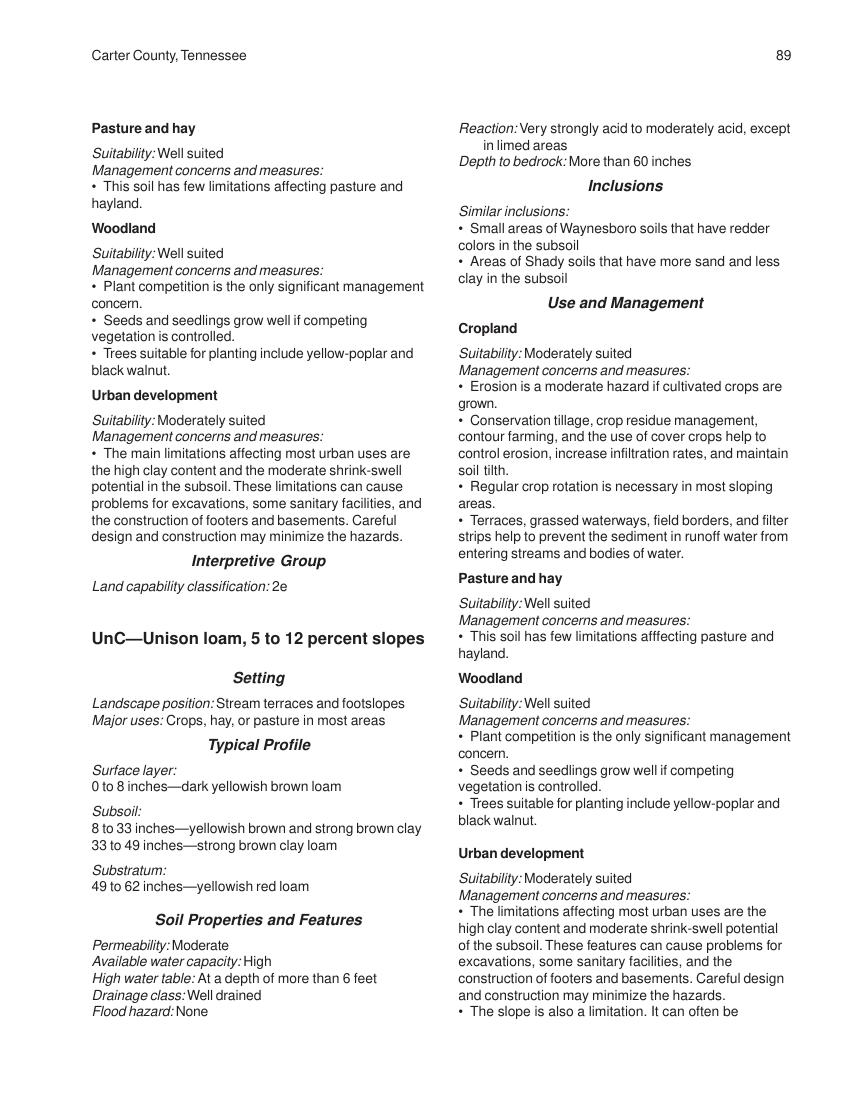 Carter County, Tennessee
89
Pasture and hay
Suitability: Well suited
Management concerns and measures:
• This soil has few limitations affecting pasture and
hayland.
Woodland
Suitability: Well suited
Management concerns and measures:
• Plant competition is the only significant management
concern.
• Seeds and seedlings grow well if competing
vegetation is controlled.
• Trees suitable for planting include yellow-poplar and
black walnut.
Urban development
Suitability: Moderately suited
Management concerns and measures:
• The main limitations affecting most urban uses are
the high clay content and the moderate shrink-swell
potential in the subsoil. These limitations can cause
problems for excavations, some sanitary facilities, and
the construction of footers and basements. Careful
design and construction may minimize the hazards.
Interpretive Group
Land capability classification: 2e
UnC—Unison loam, 5 to 12 percent slopes
Setting
Landscape position: Stream terraces and footslopes
Major uses: Crops, hay, or pasture in most areas
Typical Profile
Surface layer:
0 to 8 inches—dark yellowish brown loam
Subsoil:
8 to 33 inches—yellowish brown and strong brown clay
33 to 49 inches—strong brown clay loam
Substratum:
49 to 62 inches—yellowish red loam
Soil Properties and Features
Permeability: Moderate
Available water capacity: High
High water table: At a depth of more than 6 feet
Drainage class: Well drained
Flood hazard: None
Reaction: Very strongly acid to moderately acid, except
in limed areas
Depth to bedrock: More than 60 inches
Inclusions
Similar inclusions:
• Small areas of Waynesboro soils that have redder
colors in the subsoil
• Areas of Shady soils that have more sand and less
clay in the subsoil
Use and Management
Cropland
Suitability: Moderately suited
Management concerns and measures:
• Erosion is a moderate hazard if cultivated crops are
grown.
• Conservation tillage, crop residue management,
contour farming, and the use of cover crops help to
control erosion, increase infiltration rates, and maintain
soil tilth.
• Regular crop rotation is necessary in most sloping
areas.
• Terraces, grassed waterways, field borders, and filter
strips help to prevent the sediment in runoff water from
entering streams and bodies of water.
Pasture and hay
Suitability: Well suited
Management concerns and measures:
• This soil has few limitations afffecting pasture and
hayland.
Woodland
Suitability: Well suited
Management concerns and measures:
• Plant competition is the only significant management
concern.
• Seeds and seedlings grow well if competing
vegetation is controlled.
• Trees suitable for planting include yellow-poplar and
black walnut.
Urban development
Suitability: Moderately suited
Management concerns and measures:
• The limitations affecting most urban uses are the
high clay content and moderate shrink-swell potential
of the subsoil. These features can cause problems for
excavations, some sanitary facilities, and the
construction of footers and basements. Careful design
and construction may minimize the hazards.
• The slope is also a limitation. It can often be